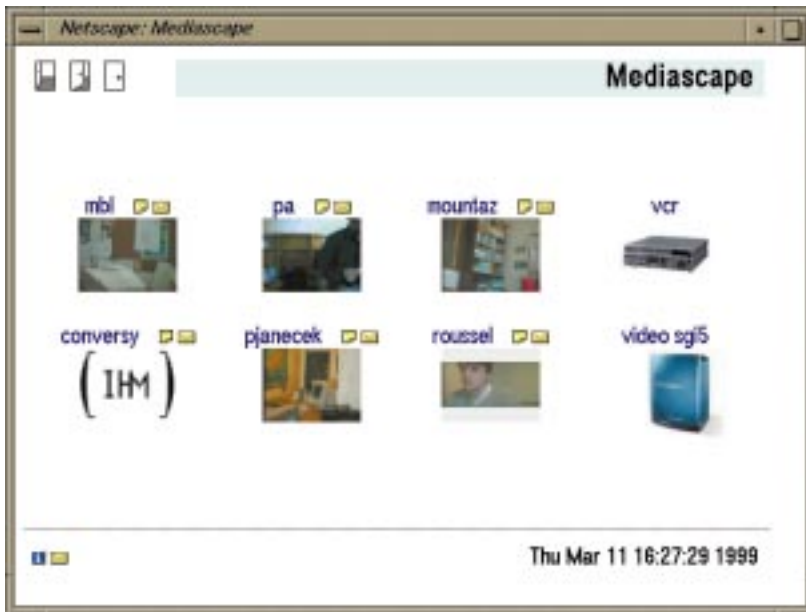 Netscape: Mediascape
Mediascape
mbl
pa
mountaz
vcr
conversy
pjanecek
roussel
video sgi5
(IHM)
Thu Mar 11 16:27:29 1999